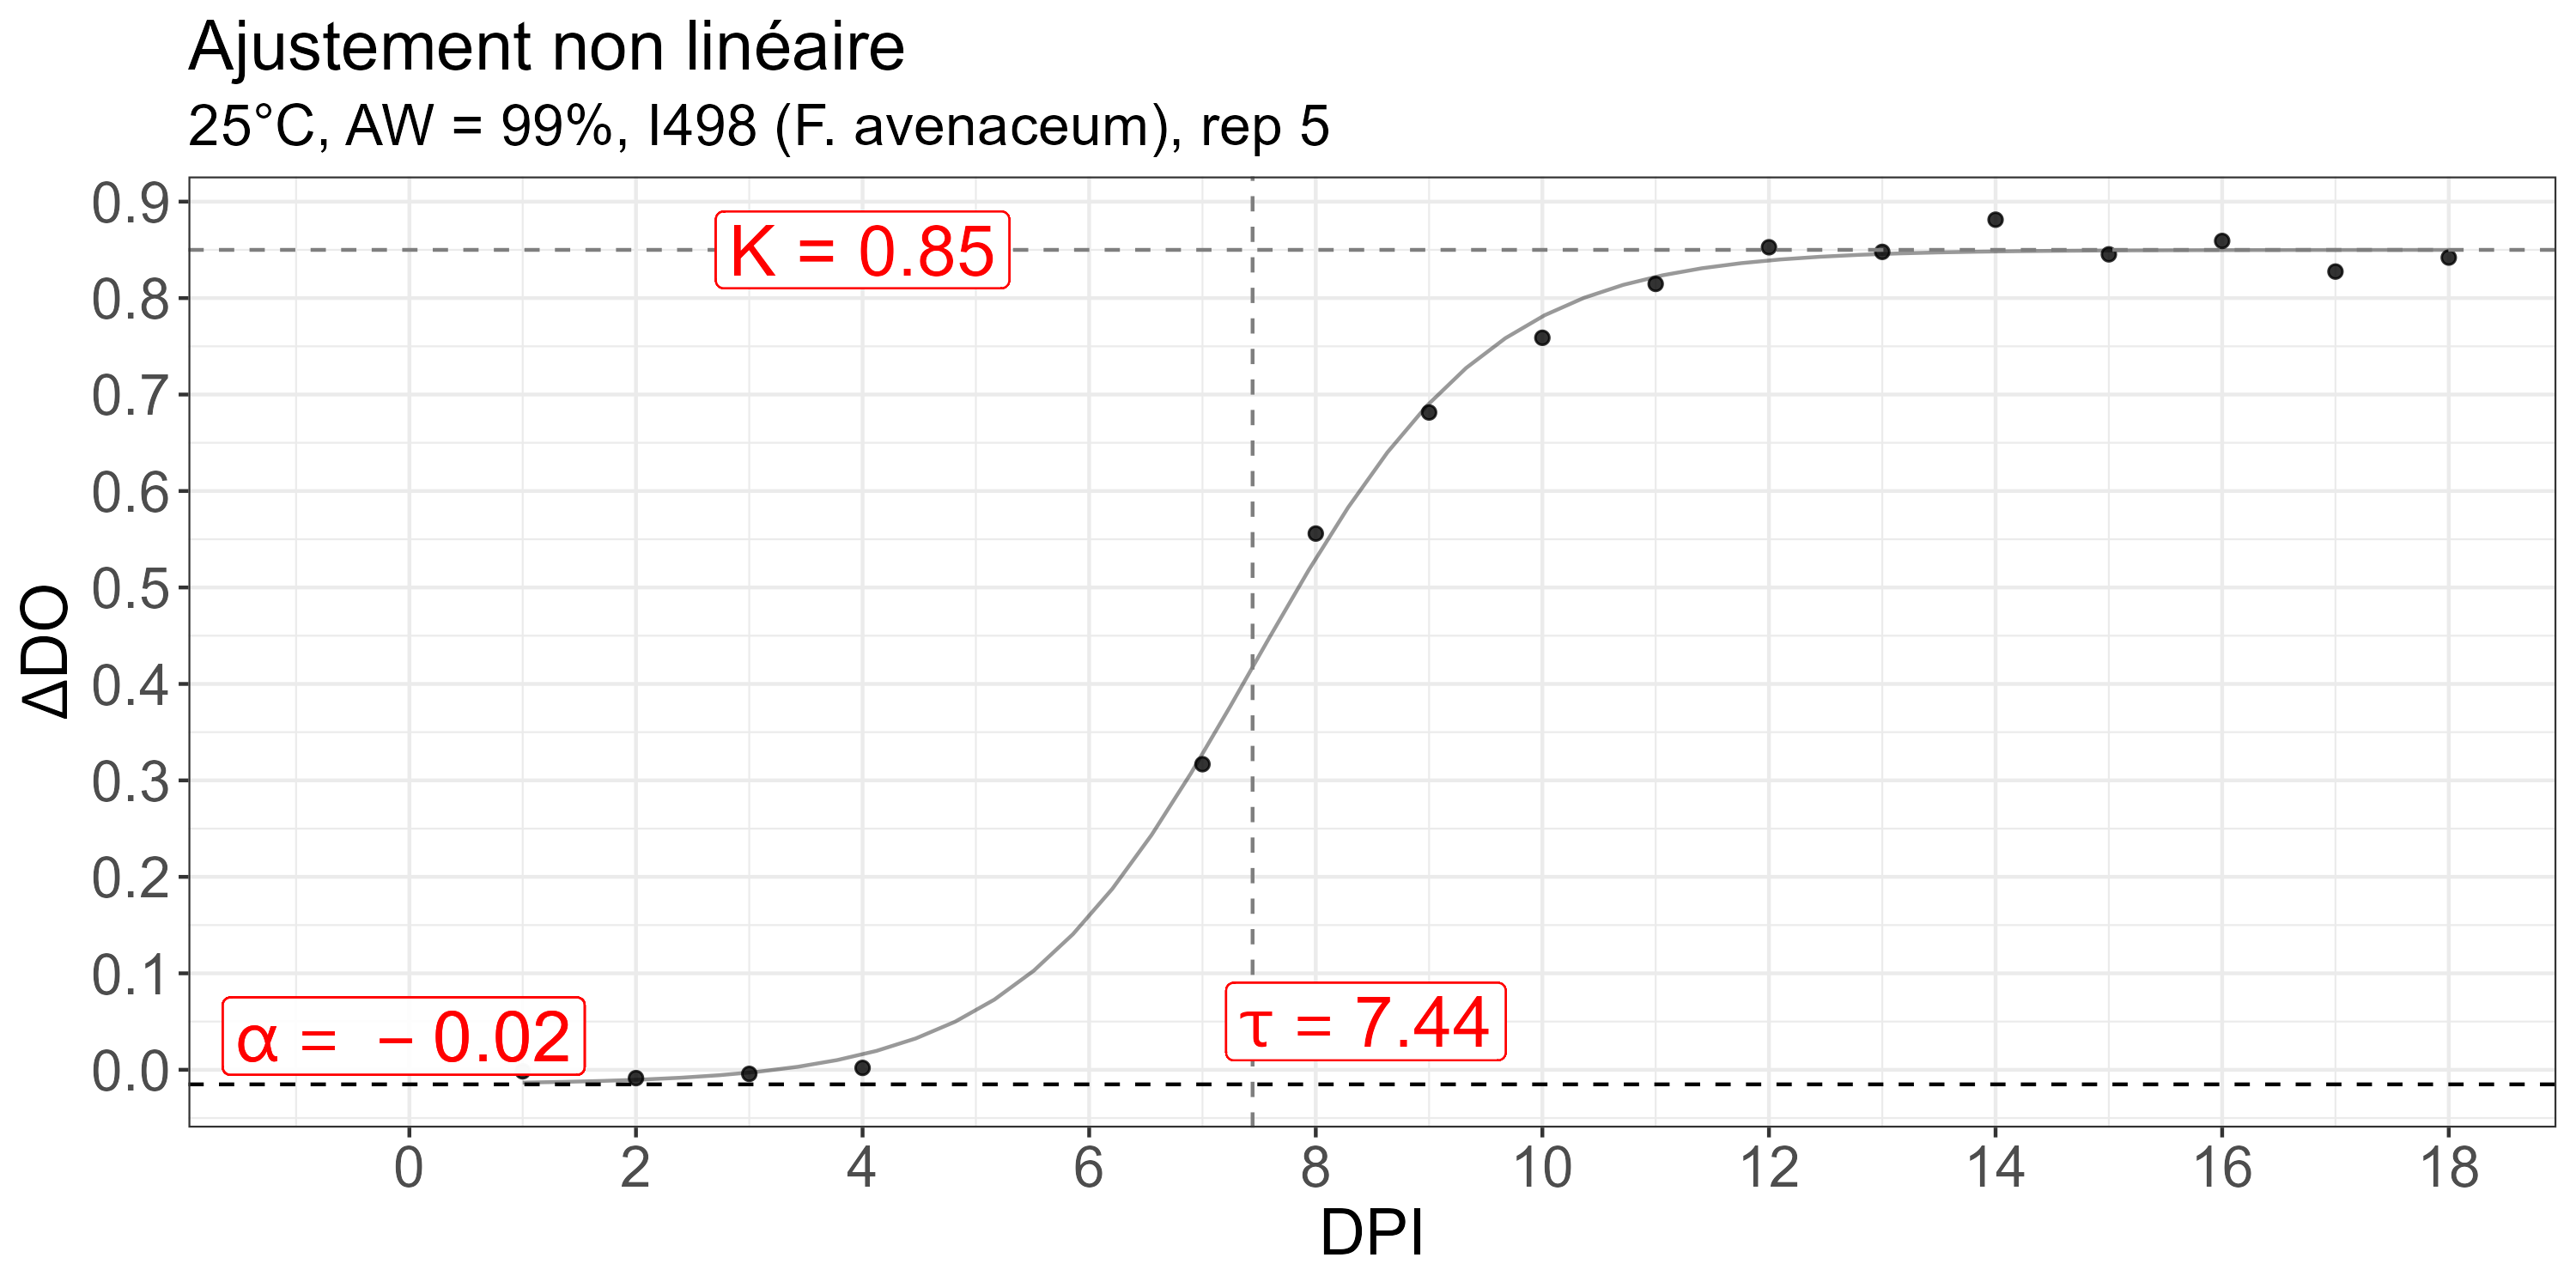 Ajustement non linéaire
25°C, AW = 99%, I498 (F. avenaceum), rep 5
0.9
K = 0.85
0.8
0.7
0.6
0.5
0.4
0.3
0.2
0.1
0.0
ΔDO
α = − 0.02
τ = 7.44
0 2 4 6 8 10 12 14 16 18
DPI